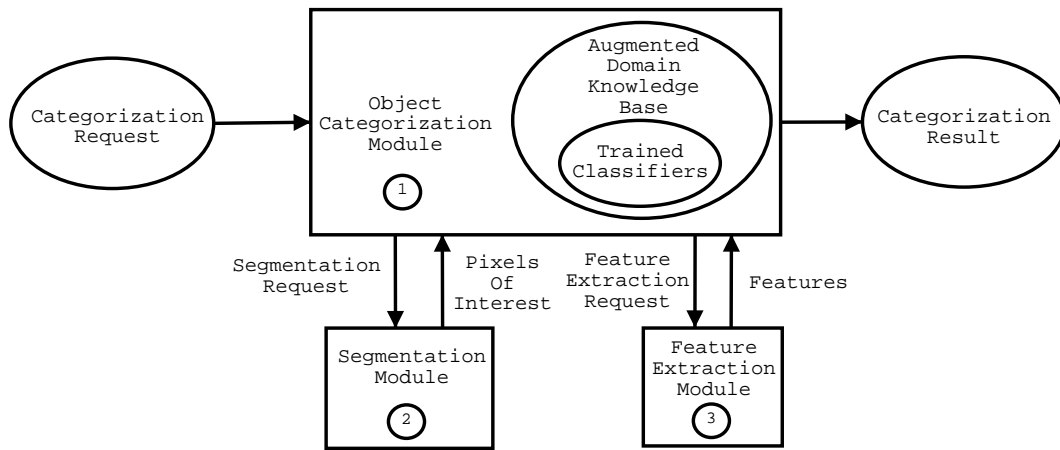 Categorization
Request
Object
Categorization
Module
1
Augmented
Domain
Knowledge
Base
Trained
Classifiers
Categorization
Result
Segmentation
Request
Pixels
Of
Interest
Feature
Extraction
Request
Features
Segmentation
Module
2
Feature
Extraction
Module
3